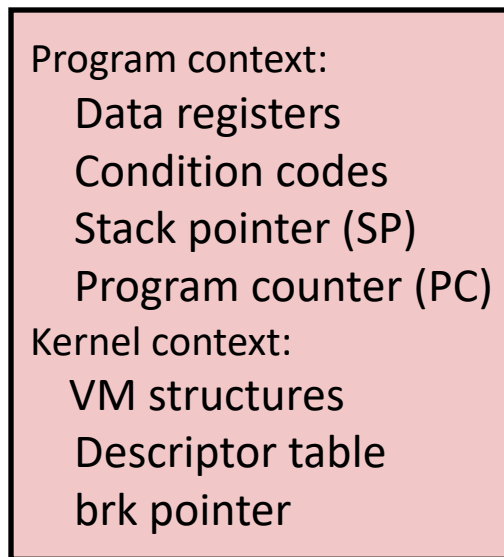 Program context:
Data registers
Condition codes
Stack pointer (SP)
Program counter (PC)
Kernel context:
VM structures
Descriptor table
brk pointer